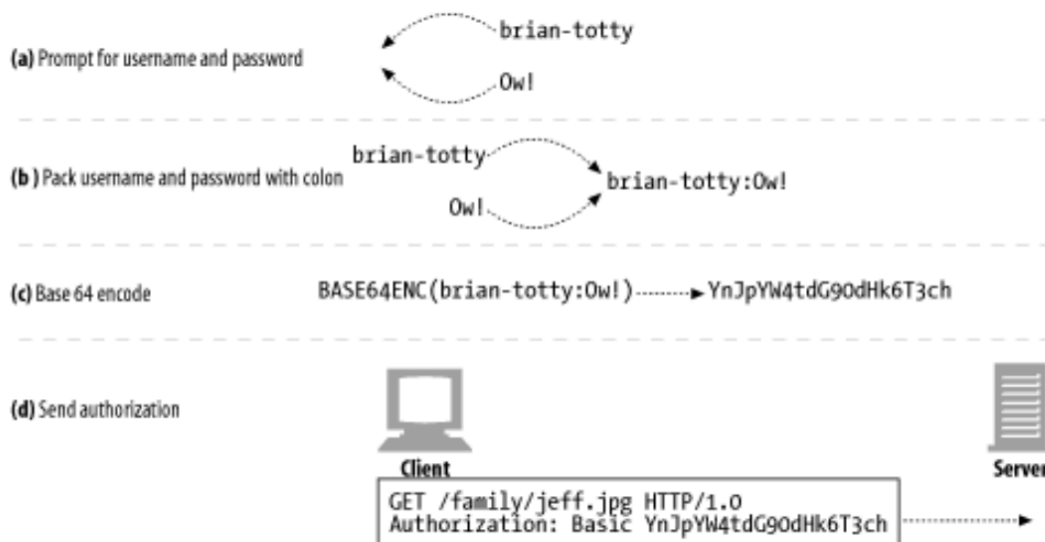 (a) Prompt for username and password
brian-totty
Ow!
(b ) Pack username and password with colon
brian-totty
Ow!
brian-totty:Ow!
(c) Base 64 encode
BASE64ENC(brian-totty:Ow!)
YnJpYW4tdG90dHk6T3ch
(d) Send authorization
Client
Server
GET /family/jeff.jpg HTTP/1.0
Authorization: Basic YnJpYW4tdG90dHk6T3ch